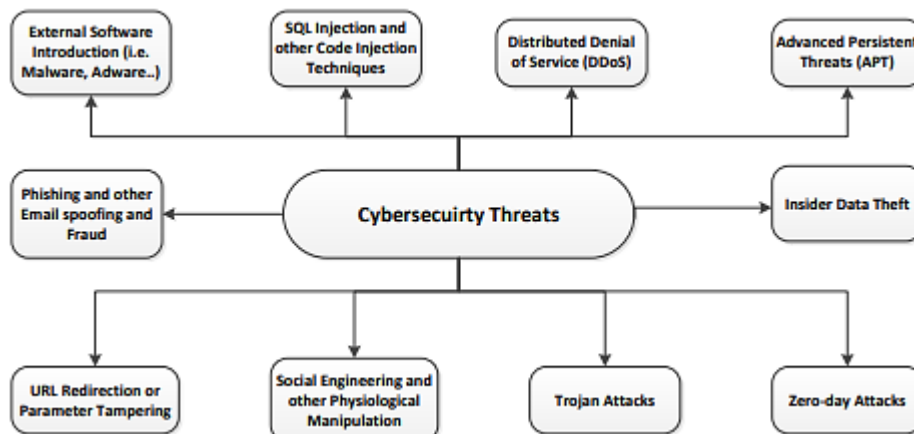 External Software
Introduction (i.e.
Malware, Adware..)
SQL Injection and
other Code Injection
Techniques
Distributed Denial
of Service (DDoS)
Advanced Persistent
Threats (APT)
Phishing and other
Email spoofing and
Fraud
Cybersecuirty Threats
Insider Data Theft
URL Redirection or
Parameter Tampering
Social Engineering and
other Physiological
Manipulation
Trojan Attacks
Zero-day Attacks